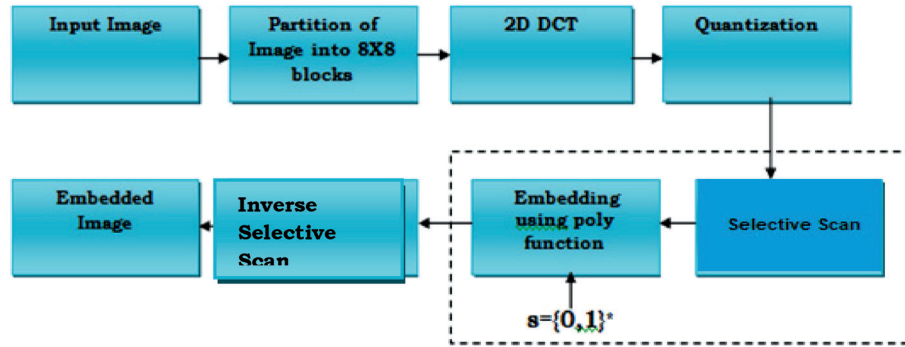 Input Image
Partition of
Image into 8X8
blocks
2D DCT
Quantization
Embedded
Image
Inverse
Selective
Scan
Embedding
using poly
function
Selective Scan
s={0,1}*